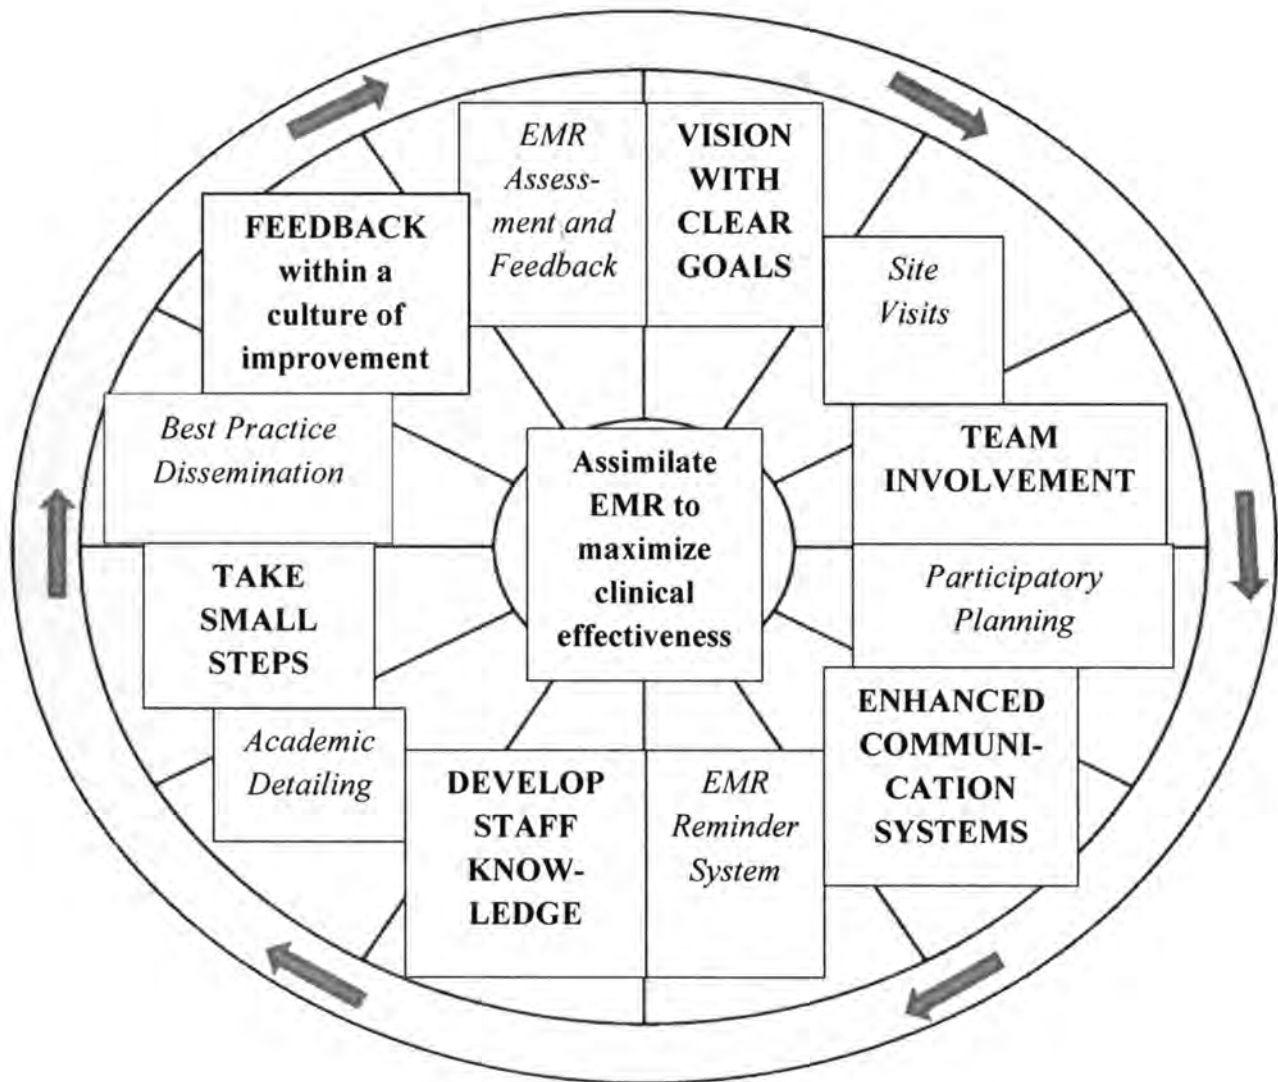 EMR
Assess-
ment and
Feedback
VISION
WITH
CLEAR
GOALS
Site
Visits
TEAM
INVOLVEMENT
Participatory
Planning
ENHANCED
COMMUNI-
CATION
SYSTEMS
EMR
Reminder
System
DEVELOP
STAFF
KNOW-
LEDGE
Academic
Detailing
TAKE
SMALL
STEPS
Best Practice
Dissemination
FEEDBACK
within a
culture of
improvement
Assimilate
EMR to
maximize
clinical
effectiveness